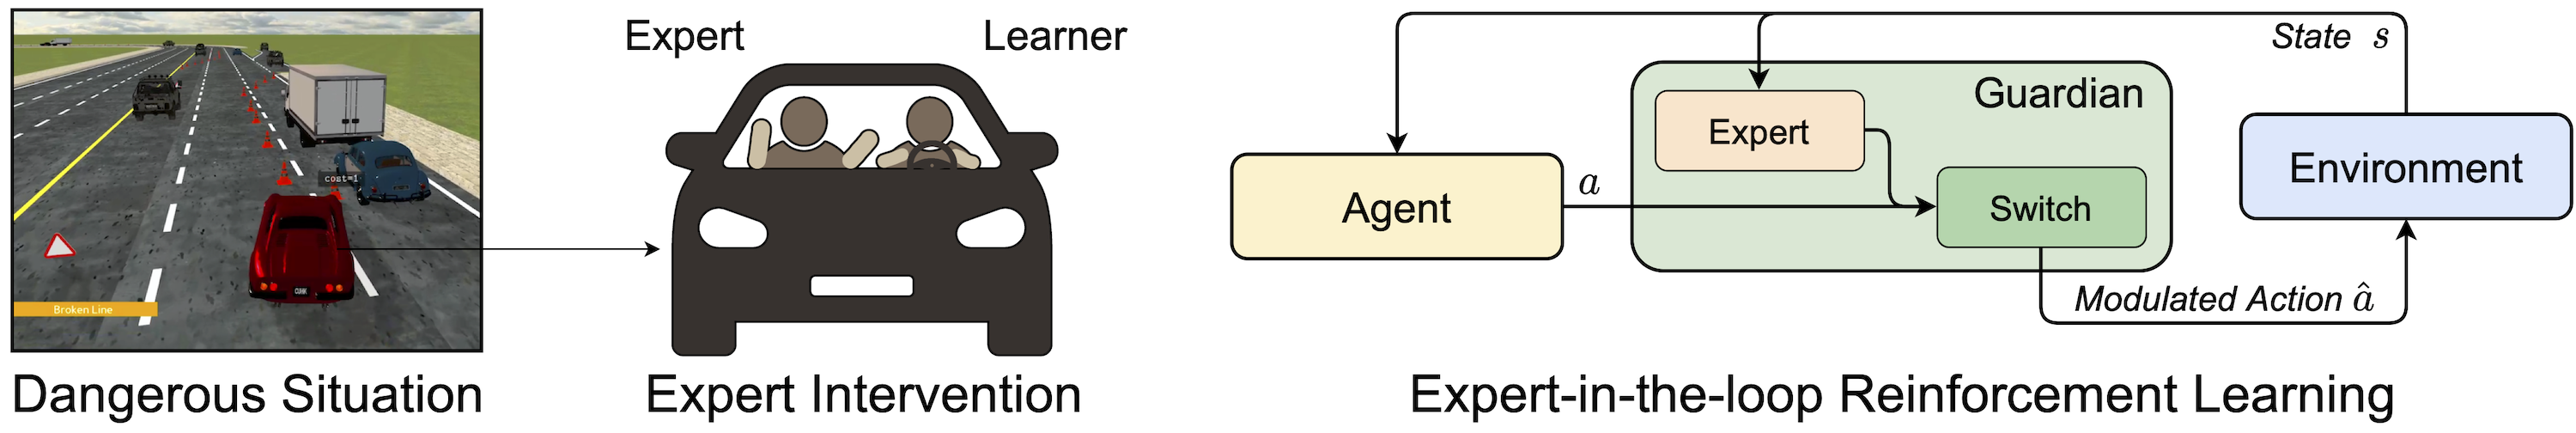 Expert
Learner
cost=1
Broken Line
Dangerous Situation
Expert Intervention
State s
Guardian
Expert
Environment
Agent
a
Switch
Modulated Action â
Expert-in-the-loop Reinforcement Learning